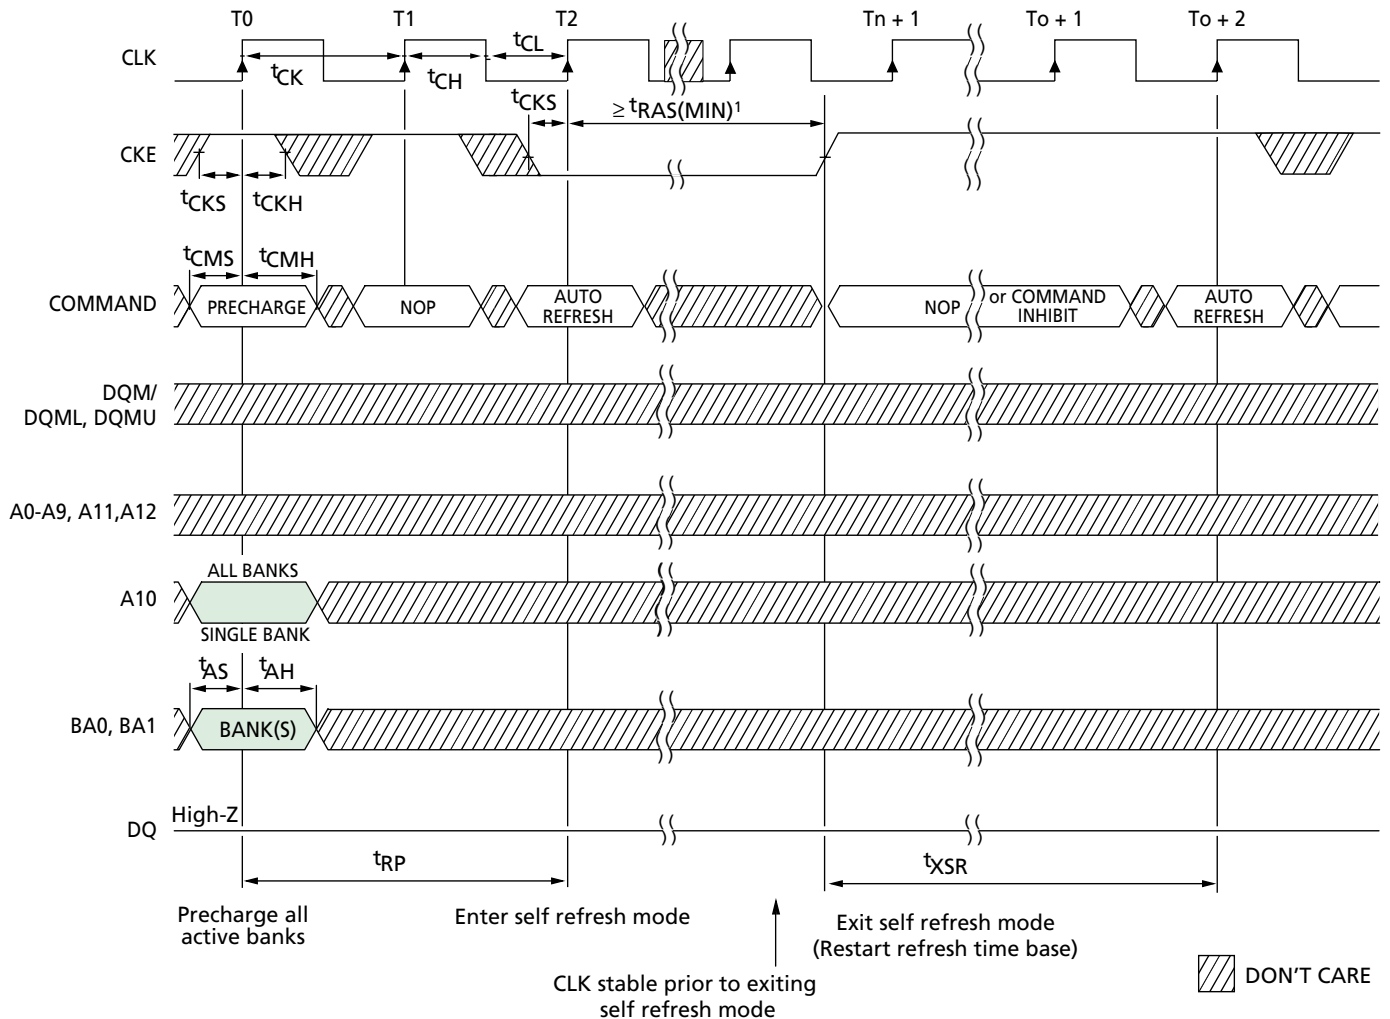 T0 T1 T2 Tn + 1 To + 1 To + 2
CLK
tCK tCH tCL
tCKS ≥ tRAS(MIN)1
CKE
tCKS tCKH
tCMS tCMH
COMMAND PRECHARGE NOP AUTO REFRESH NOP or COMMAND INHIBIT AUTO REFRESH
DQM/
DQML, DQMU
A0-A9, A11,A12
ALL BANKS
A10
SINGLE BANK
tAS tAH
BA0, BA1 BANK(S)
High-Z
DQ
tRP tXSR
Precharge all
active banks
Enter self refresh mode
CLK stable prior to exiting
self refresh mode
Exit self refresh mode
(Restart refresh time base)
DON'T CARE